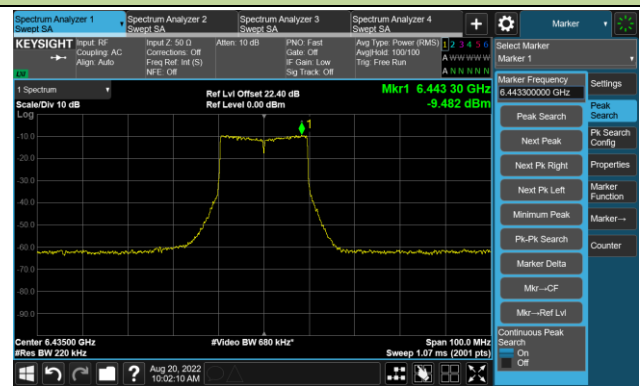 Spectrum Analyzer 1
Swept SA
Spectrum Analyzer 2
Swept SA
Spectrum Analyzer 3
Swept SA
Spectrum Analyzer 4
Swept SA
+
Marker
KEYSIGHT
Input: RF
Coupling: AC
Align: Auto
Input Z: 50 Ω
Corrections: Off
Freq Ref: Int (S)
NFE: Off
Atten: 10 dB
PNO: Fast
Gate: Off
IF Gain: Low
Sig Track: Off
Avg Type: Power (RMS)
Avg|Hold: 100/100
Trig: Free Run
1 2 3 4 5 6
A W W W W W
A N N N N N
Select Marker
Marker 1
1 Spectrum
Scale/Div 10 dB
Log
Ref Lvl Offset 22.40 dB
Ref Level 0.00 dBm
Mkr1 6.443 30 GHz
-9.482 dBm
1
-10.0
-20.0
-30.0
-40.0
-50.0
-60.0
-70.0
-80.0
-90.0
Center 6.43500 GHz
#Res BW 220 kHz
#Video BW 680 kHz*
Span 100.0 MHz
Sweep 1.07 ms (2001 pts)
Marker Frequency
6.443300000 GHz
Peak Search
Next Peak
Next Pk Right
Next Pk Left
Minimum Peak
Pk-Pk Search
Marker Delta
Mkr→CF
Mkr→Ref Lvl
Continuous Peak
Search
On
Off
Settings
Peak
Search
Pk Search
Config
Properties
Marker
Function
Marker→
Counter
?
Aug 20, 2022
10:02:10 AM